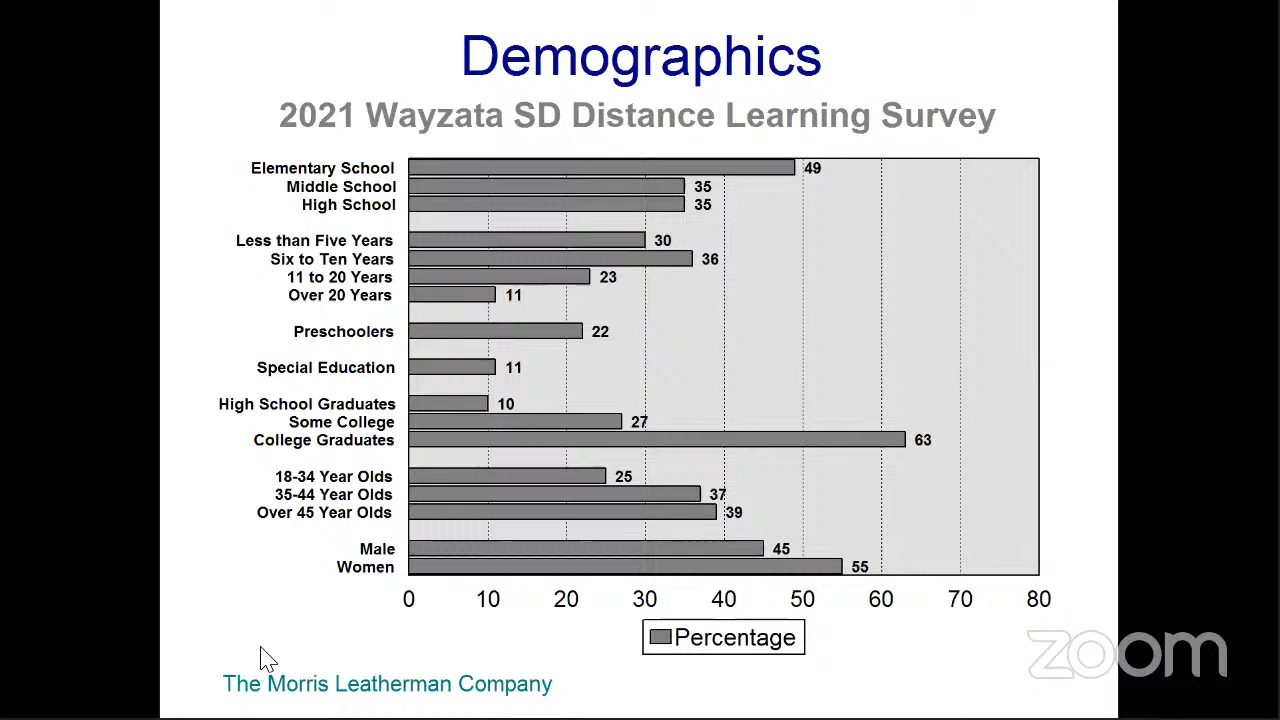 Demographics
2021 Wayzata SD Distance Learning Survey
Elementary School 49
Middle School 35
High School 35
Less than Five Years 30
Six to Ten Years 36
11 to 20 Years 23
Over 20 Years 11
Preschoolers 22
Special Education 11
High School Graduates 10
Some College 27
College Graduates 63
18-34 Year Olds 25
35-44 Year Olds 37
Over 45 Year Olds 39
Male 45
Women 55
0 10 20 30 40 50 60 70 80
Percentage
zoom
The Morris Leatherman Company